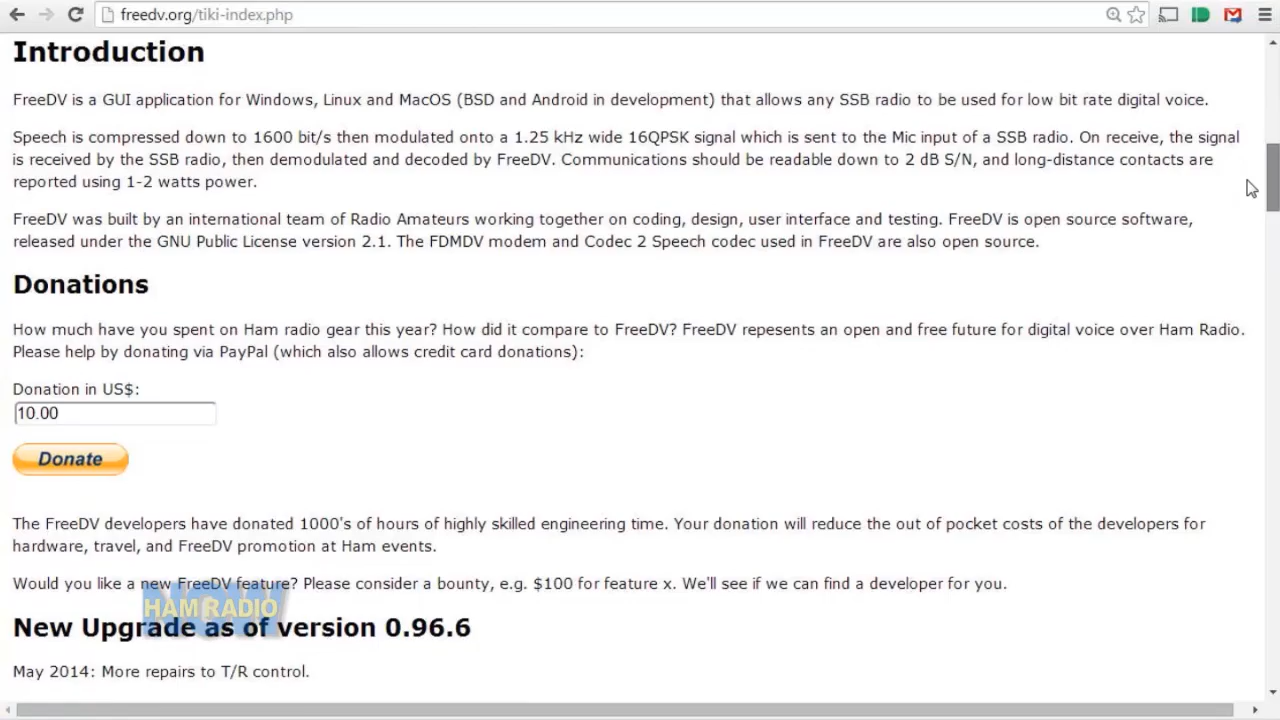 freedv.org/tiki-index.php
Introduction
FreeDV is a GUI application for Windows, Linux and MacOS (BSD and Android in development) that allows any SSB radio to be used for low bit rate digital voice.
Speech is compressed down to 1600 bit/s then modulated onto a 1.25 kHz wide 16QPSK signal which is sent to the Mic input of a SSB radio. On receive, the signal
is received by the SSB radio, then demodulated and decoded by FreeDV. Communications should be readable down to 2 dB S/N, and long-distance contacts are
reported using 1-2 watts power.
FreeDV was built by an international team of Radio Amateurs working together on coding, design, user interface and testing. FreeDV is open source software,
released under the GNU Public License version 2.1. The FDMDV modem and Codec 2 Speech codec used in FreeDV are also open source.
Donations
How much have you spent on Ham radio gear this year? How did it compare to FreeDV? FreeDV repesents an open and free future for digital voice over Ham Radio.
Please help by donating via PayPal (which also allows credit card donations):
Donation in US$:
10.00
Donate
The FreeDV developers have donated 1000's of hours of highly skilled engineering time. Your donation will reduce the out of pocket costs of the developers for
hardware, travel, and FreeDV promotion at Ham events.
Would you like a new FreeDV feature? Please consider a bounty, e.g. $100 for feature x. We'll see if we can find a developer for you.
HAM RADIO
NOW
New Upgrade as of version 0.96.6
May 2014: More repairs to T/R control.